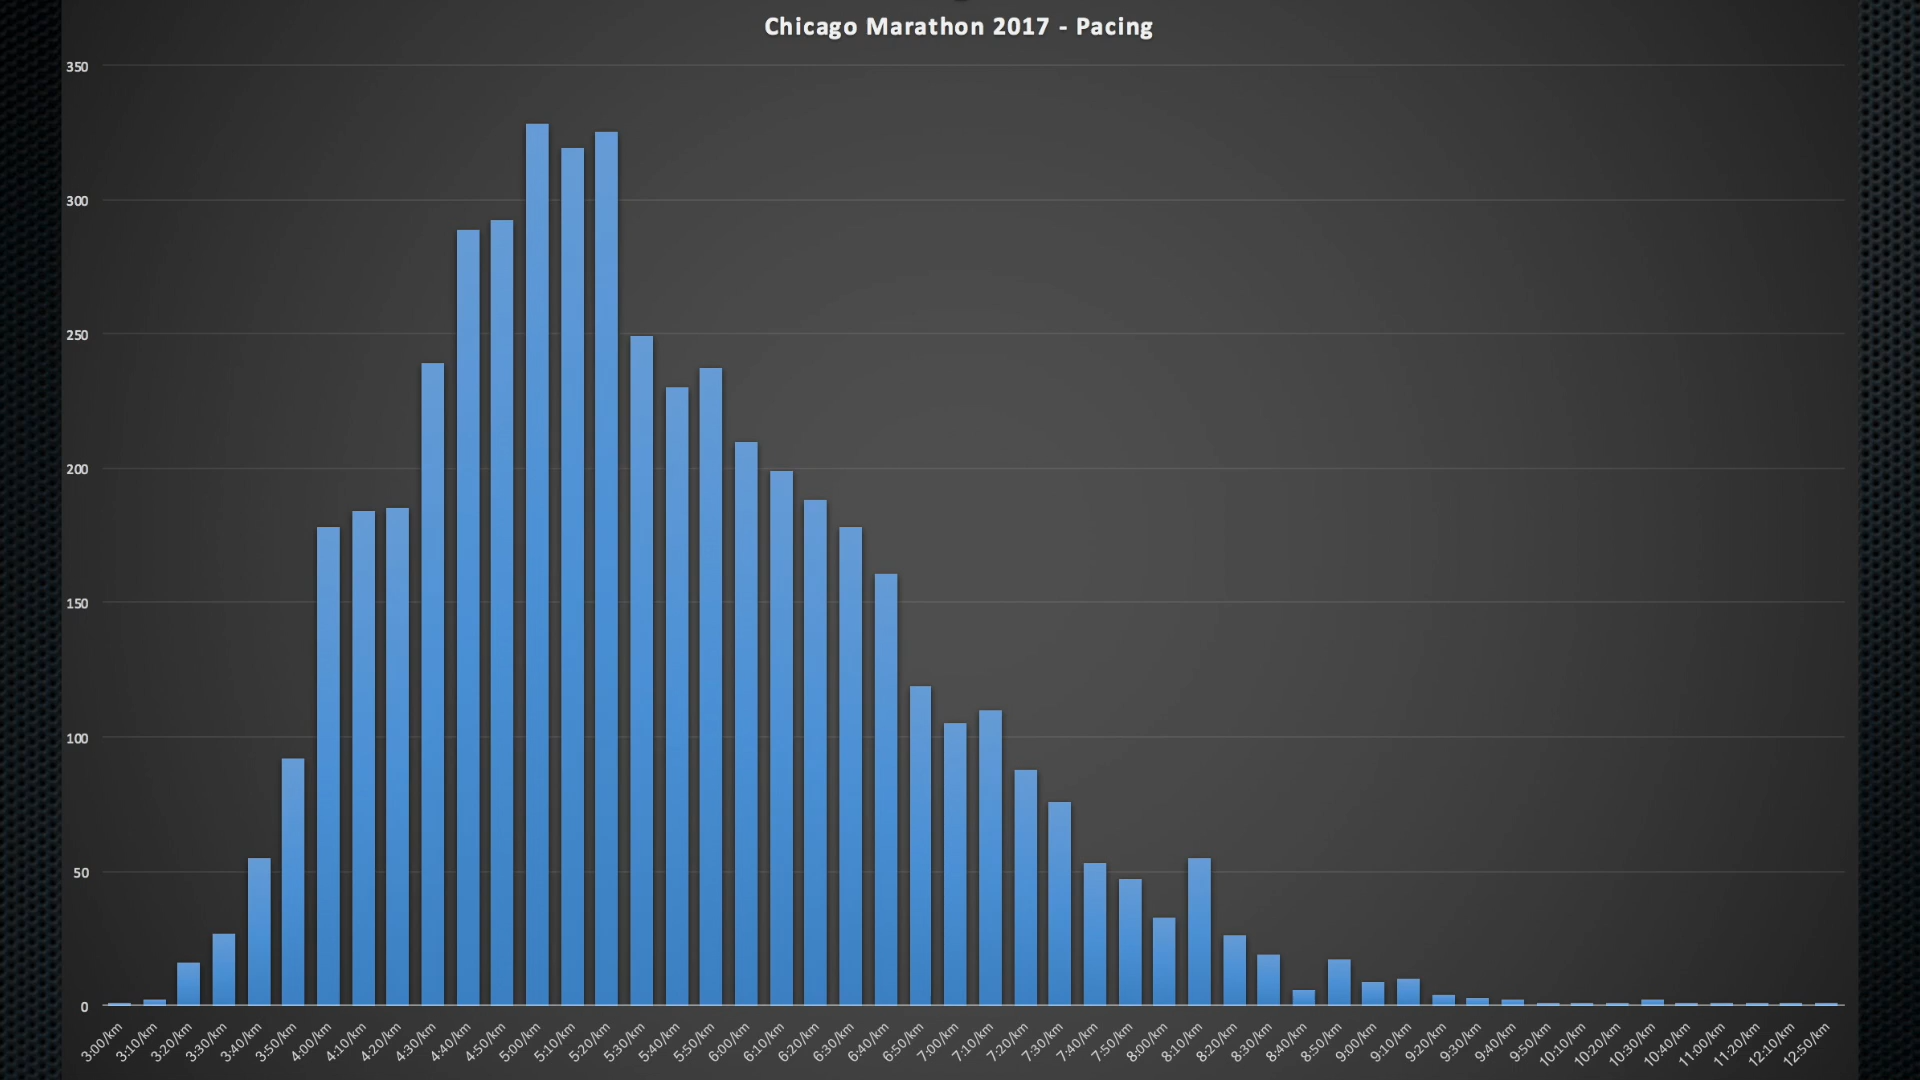 Chicago Marathon 2017 - Pacing
350
300
250
200
150
100
50
0
3:00/km
3:10/km
3:20/km
3:30/km
3:40/km
3:50/km
4:00/km
4:10/km
4:20/km
4:30/km
4:40/km
4:50/km
5:00/km
5:10/km
5:20/km
5:30/km
5:40/km
5:50/km
6:00/km
6:10/km
6:20/km
6:30/km
6:40/km
6:50/km
7:00/km
7:10/km
7:20/km
7:30/km
7:40/km
7:50/km
8:00/km
8:10/km
8:20/km
8:30/km
8:40/km
8:50/km
9:00/km
9:10/km
9:20/km
9:30/km
9:40/km
9:50/km
10:10/km
10:20/km
10:30/km
10:40/km
11:00/km
11:20/km
12:10/km
12:50/km